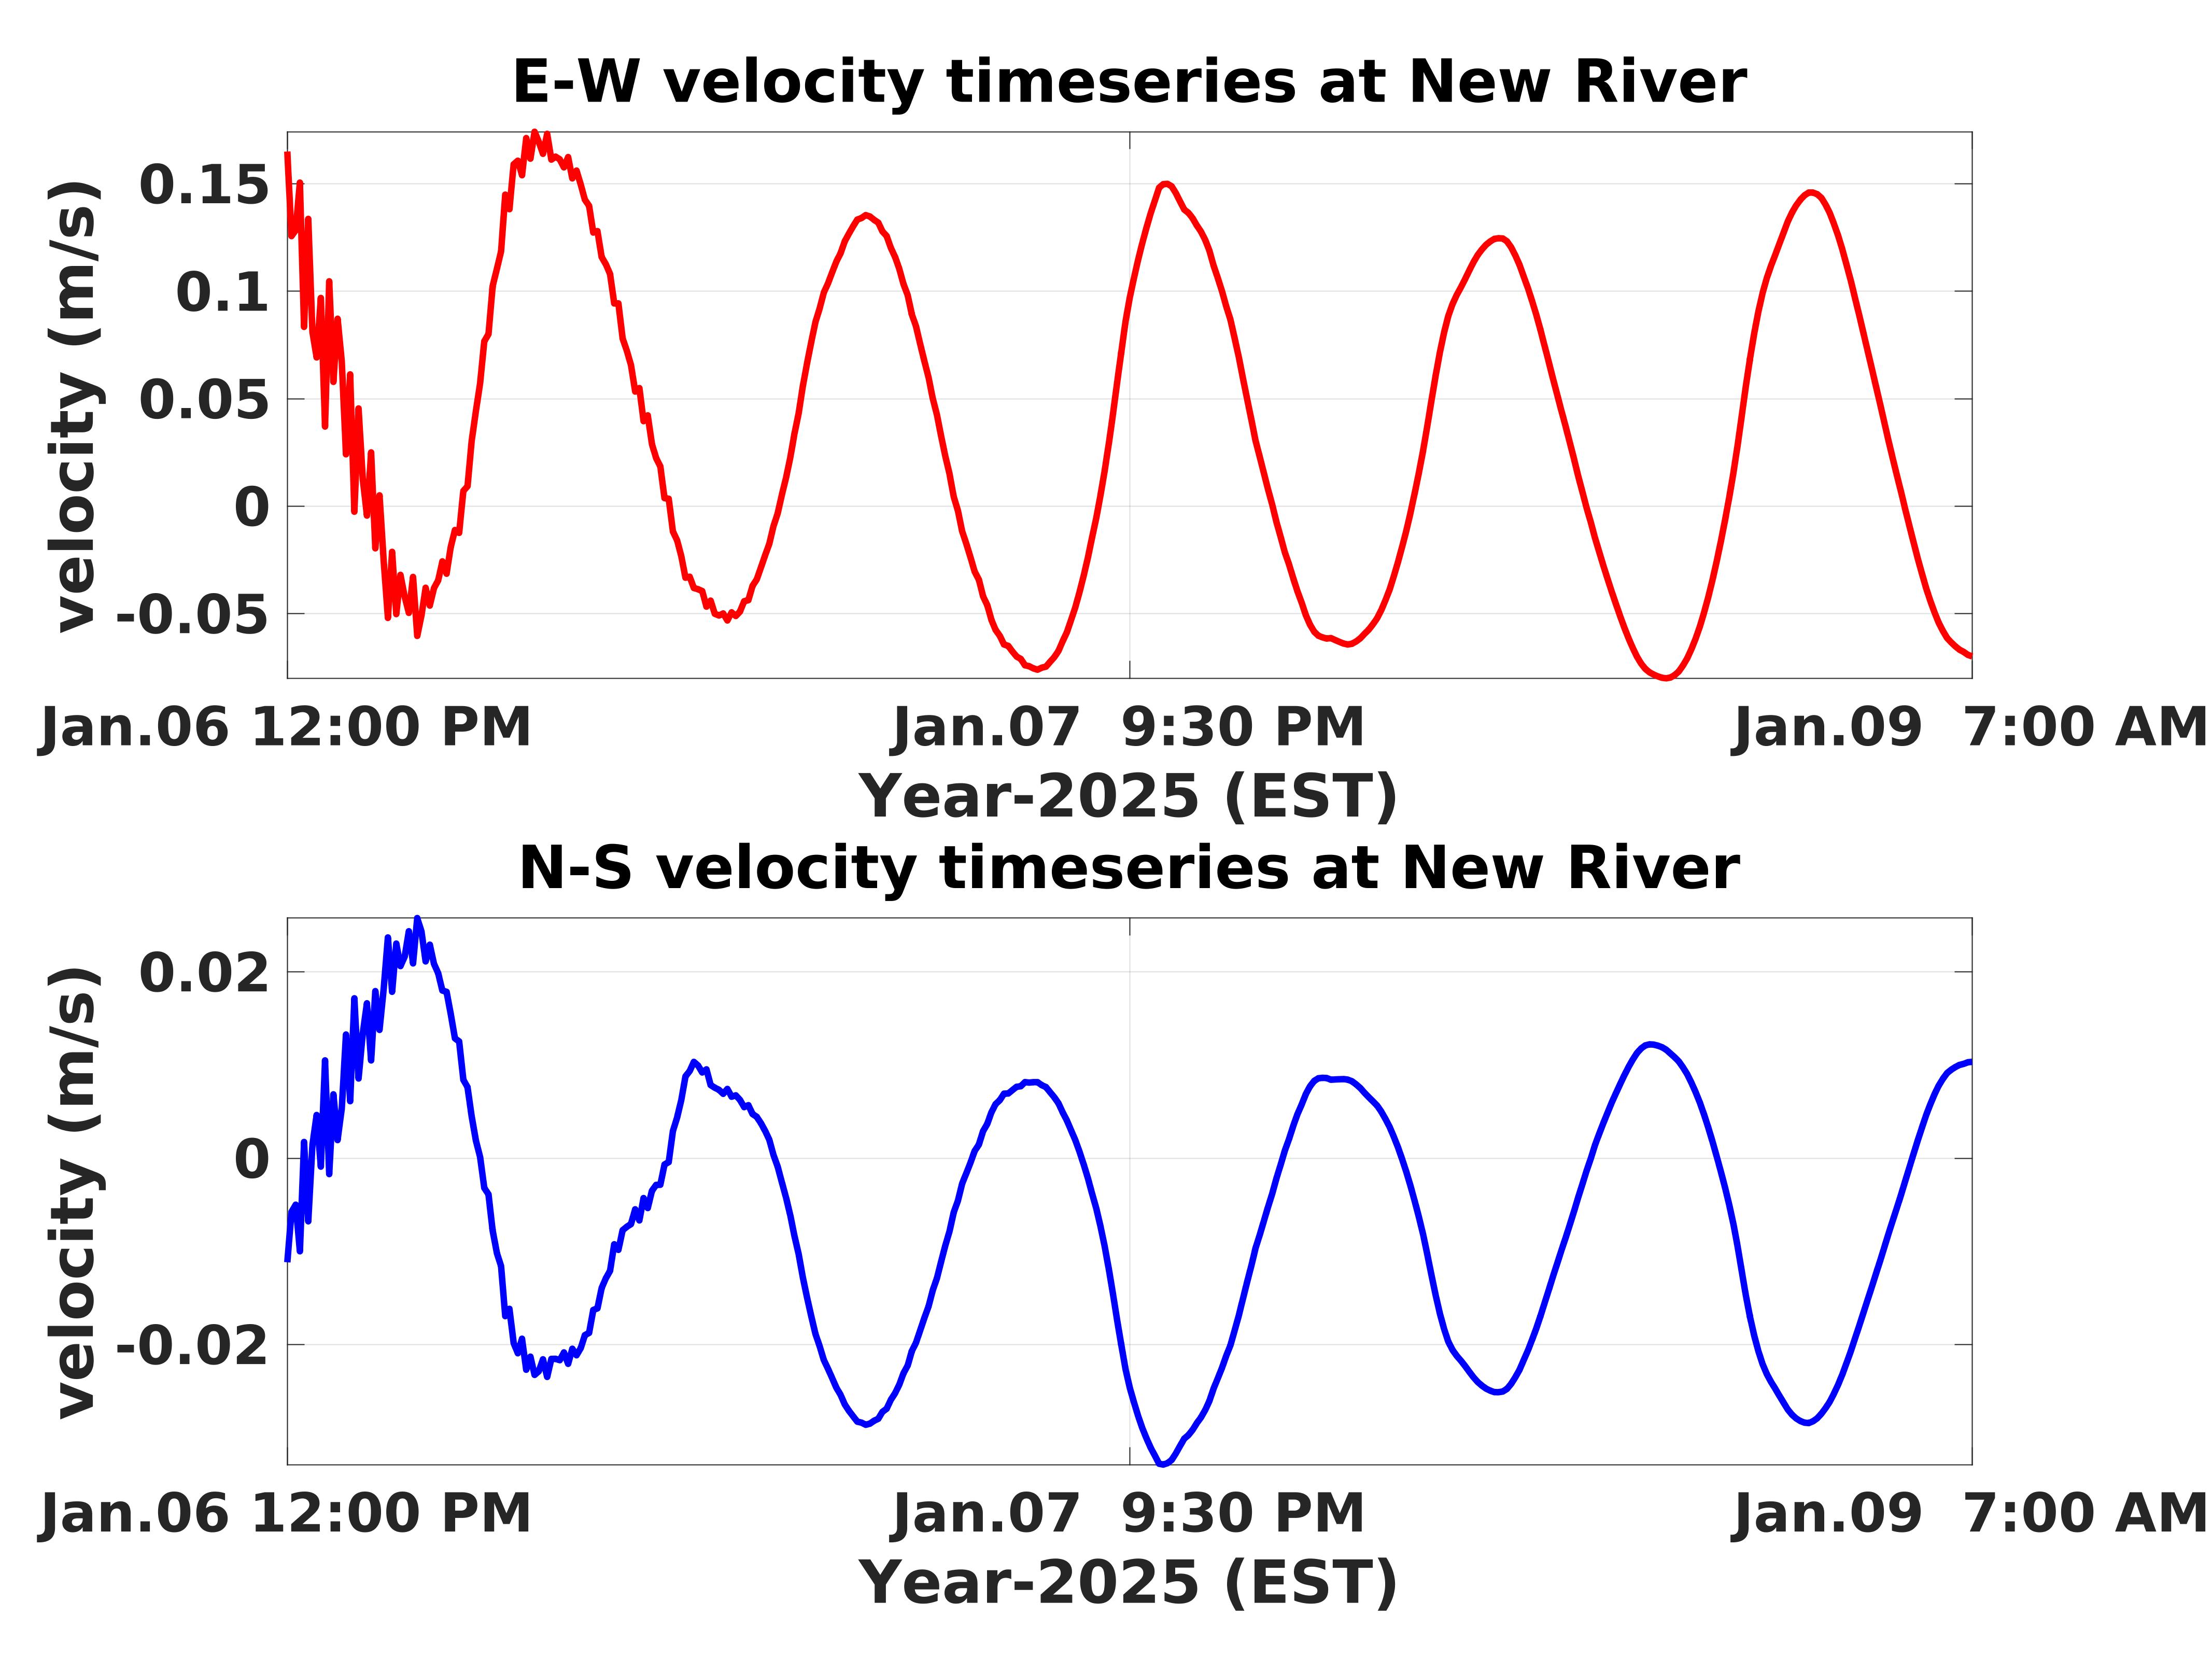 E-W velocity timeseries at New River
velocity (m/s)
0.15
0.1
0.05
0
-0.05
Jan.06 12:00 PM Jan.07 9:30 PM Jan.09 7:00 AM
Year-2025 (EST)
N-S velocity timeseries at New River
velocity (m/s)
0.02
0
-0.02
Jan.06 12:00 PM Jan.07 9:30 PM Jan.09 7:00 AM
Year-2025 (EST)